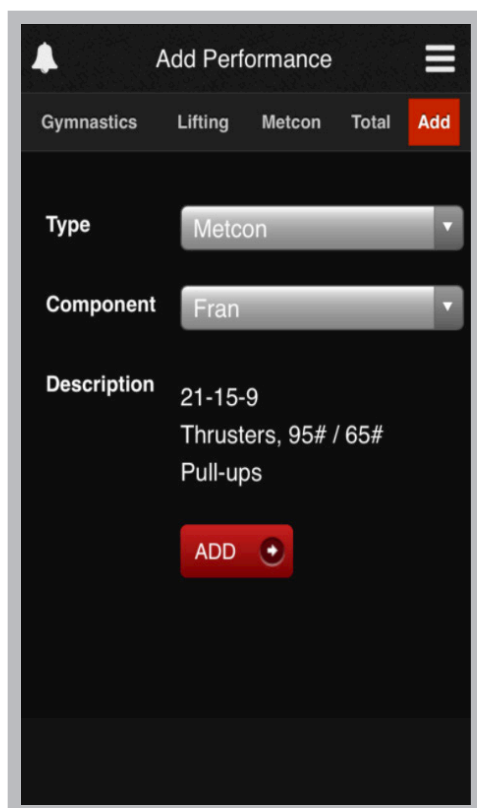 Add Performance
Gymnastics Lifting Metcon Total Add
Type Metcon
Component Fran
Description 21-15-9
Thrusters, 95# / 65#
Pull-ups
ADD